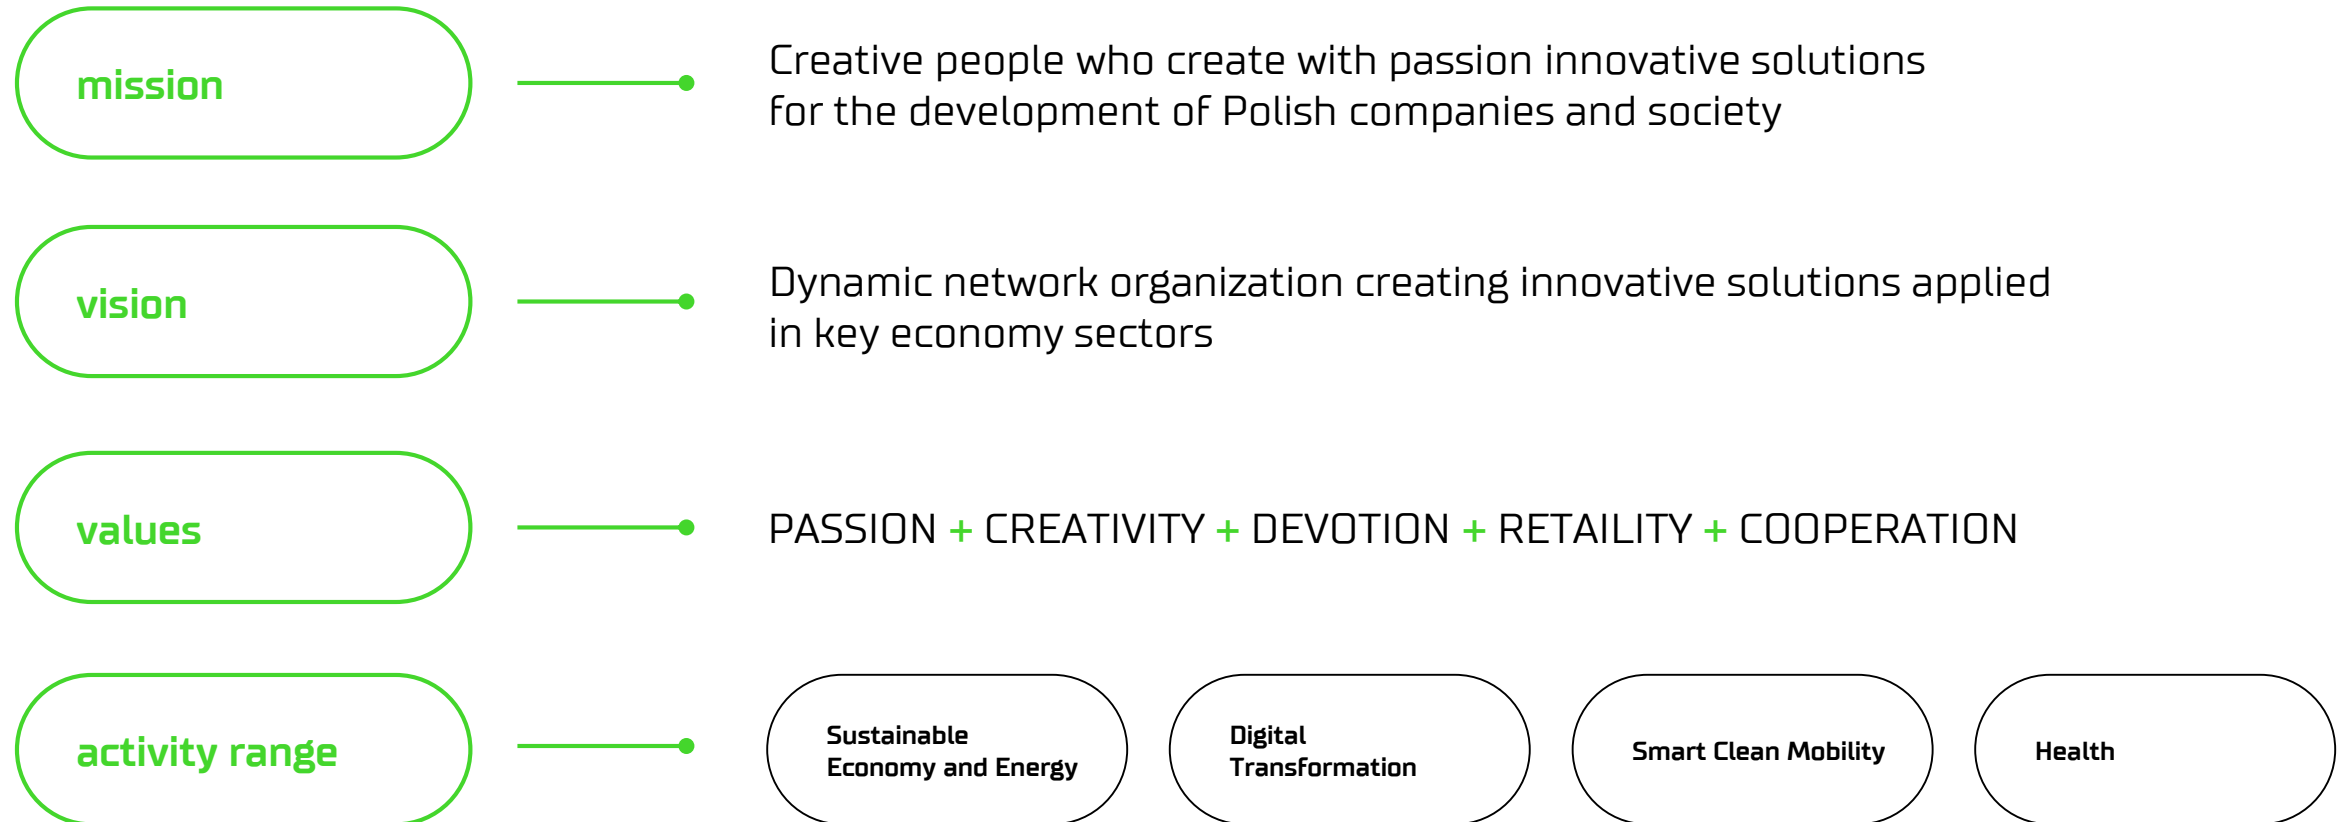 mission
Creative people who create with passion innovative solutions
for the development of Polish companies and society
vision
Dynamic network organization creating innovative solutions applied
in key economy sectors
values
PASSION + CREATIVITY + DEVOTION + RETAILITY + COOPERATION
activity range
Sustainable
Economy and Energy
Digital
Transformation
Smart Clean Mobility
Health